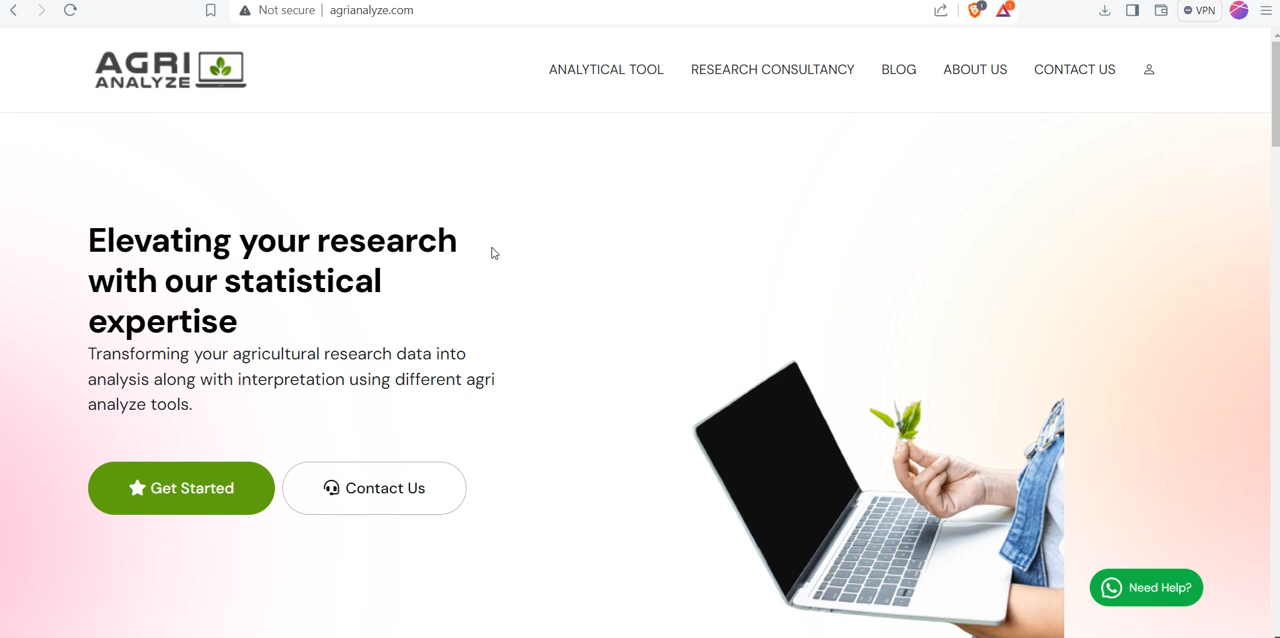 Not secure | agrianalyze.com
1
1
VPN
AGRI
ANALYZE
ANALYTICAL TOOL
RESEARCH CONSULTANCY
BLOG
ABOUT US
CONTACT US
Elevating your research
with our statistical
expertise
Transforming your agricultural research data into
analysis along with interpretation using different agri
analyze tools.
Get Started
Contact Us
Need Help?